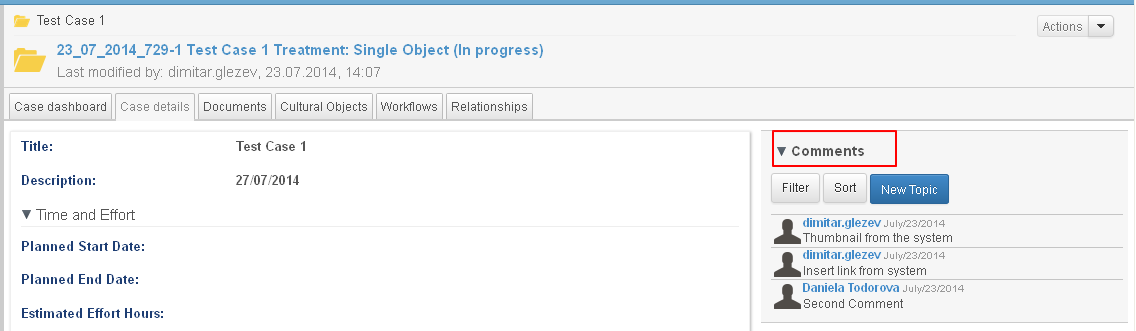 Test Case 1
Actions
23_07_2014_729-1 Test Case 1 Treatment: Single Object (In progress)
Last modified by: dimitar.glezev, 23.07.2014, 14:07
Case dashboard Case details Documents Cultural Objects Workflows Relationships
Title: Test Case 1
Description: 27/07/2014
Time and Effort
Planned Start Date:
Planned End Date:
Estimated Effort Hours:
Comments
Filter Sort New Topic
dimitar.glezev July/23/2014
Thumbnail from the system
dimitar.glezev July/23/2014
Insert link from system
Daniela Todorova July/23/2014
Second Comment